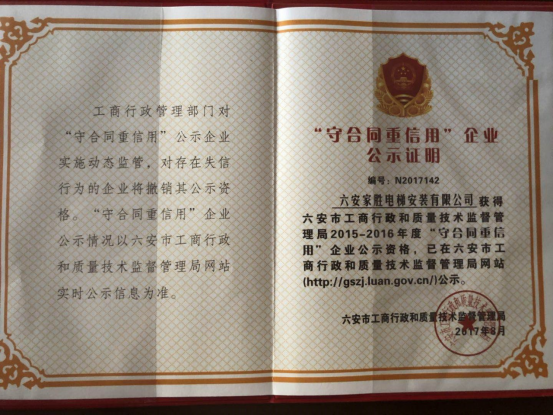 工商行政管理部门对
“守合同重信用”公示企业
实施动态监管，对存在失信
行为的企业将撤销其公示资
格。“守合同重信用”企业
公示情况以六安市工商行政
和质量技术监督管理局网站
实时公示信息为准。
“守合同重信用”企业
公示证明
编号：N2017142
六安家胜电梯安装有限公司获得
六安市工商行政和质量技术监督管
理局2015-2016年度“守合同重信
用”企业公示资格，已在六安市工
商行政和质量技术监督管理局网站
(http://gszj.luan.gov.cn/)公示。
六安市工商行政和质量技术监督管理局
2017年8月